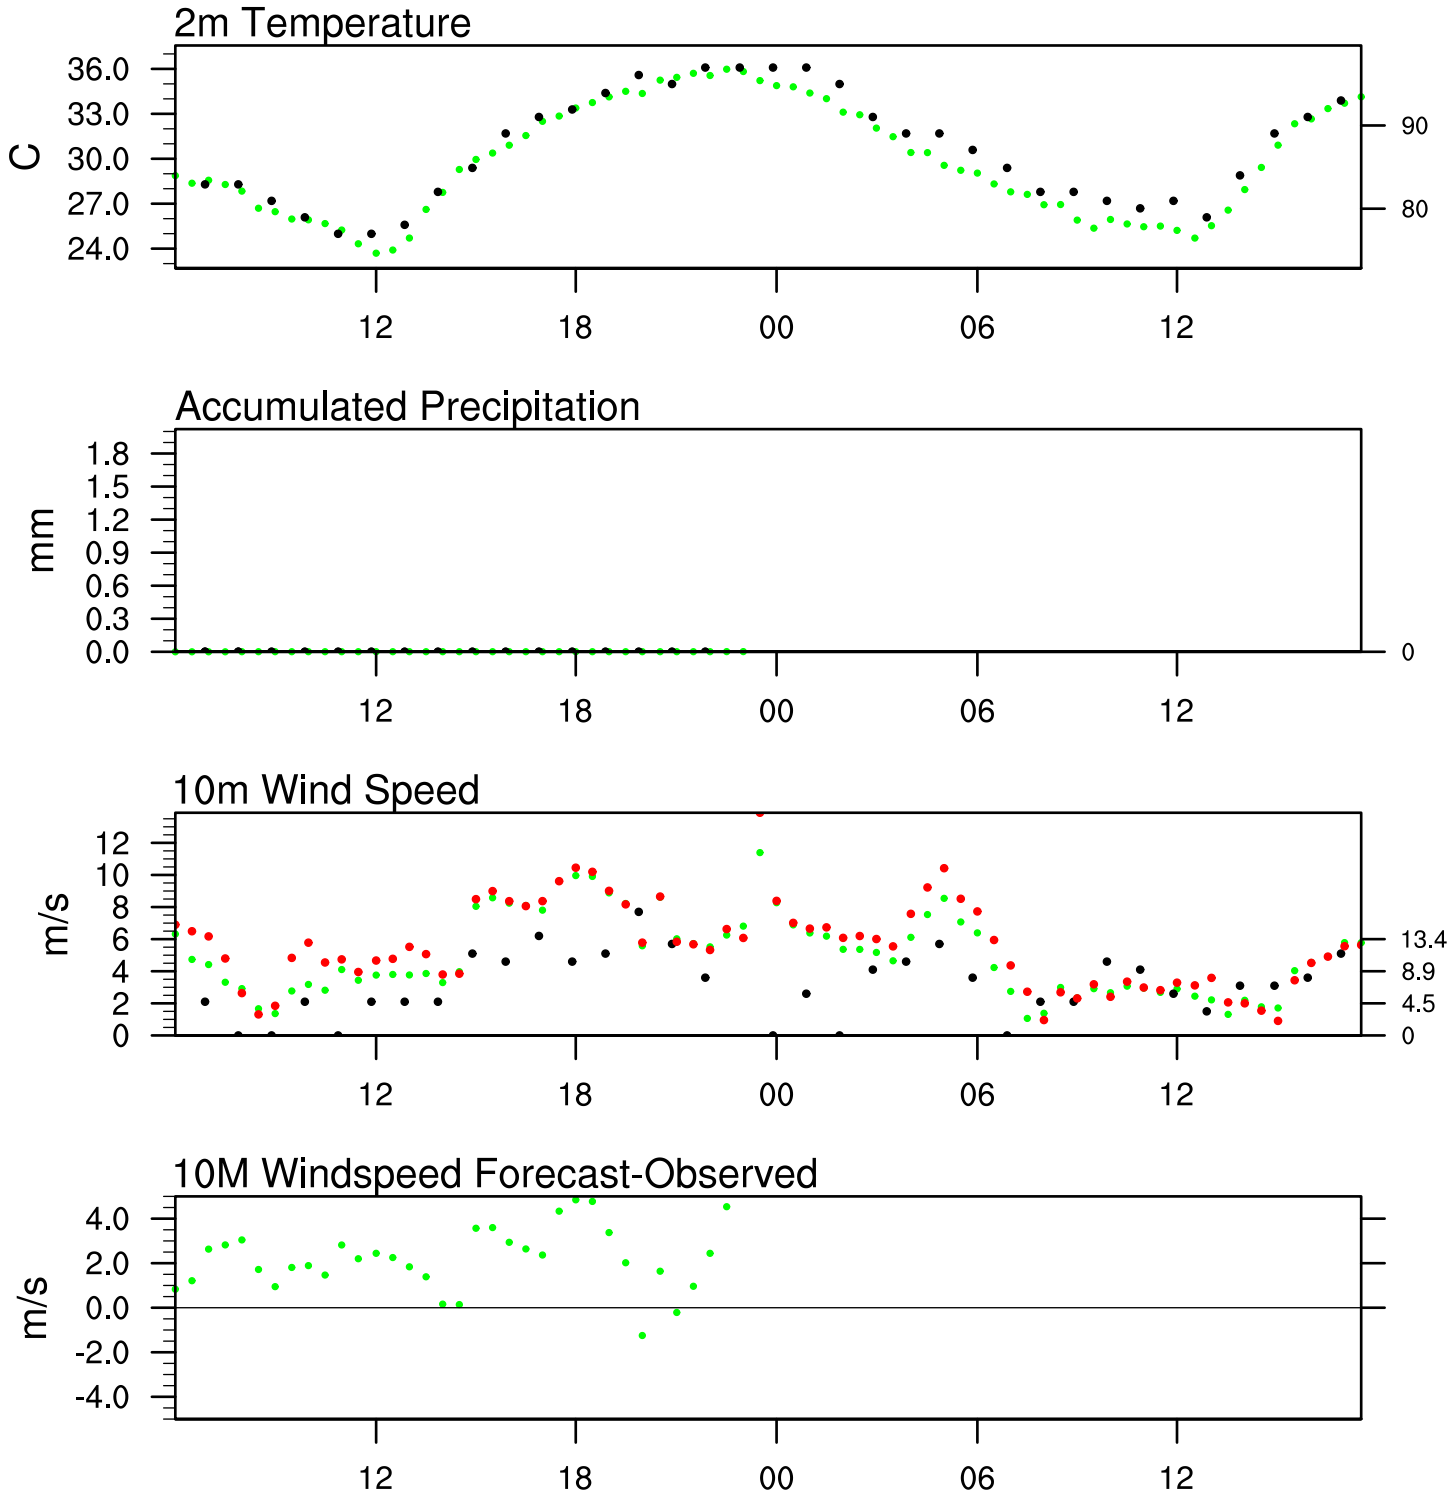 2m Temperature
36.0
33.0
30.0
27.0
24.0
C
90
80
12 18 00 06 12
Accumulated Precipitation
1.8
1.5
1.2
0.9
0.6
0.3
0.0
mm
0
12 18 00 06 12
10m Wind Speed
12
10
8
6
4
2
0
m/s
13.4
8.9
4.5
0
12 18 00 06 12
10M Windspeed Forecast-Observed
4.0
2.0
0.0
-2.0
-4.0
m/s
12 18 00 06 12